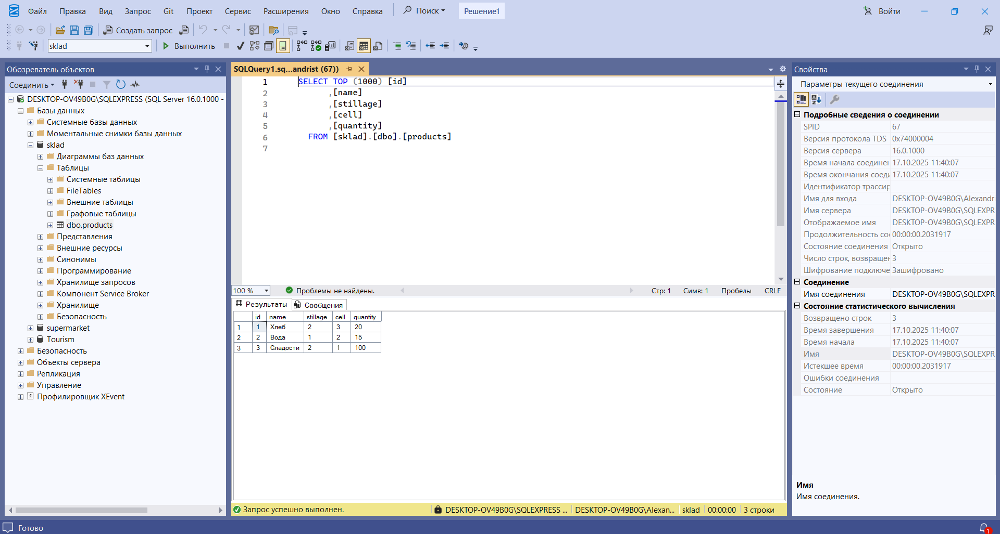 Файл Правка Вид Запрос Git Проект Сервис Расширения Окно Справка Поиск Решение1 Войти
Создать запрос
sklad Выполнить
Обозреватель объектов
Соединить
DESKTOP-OV49B0G\SQLEXPRESS (SQL Server 16.0.1000 -
Базы данных
Системные базы данных
Моментальные снимки базы данных
sklad
Диаграммы баз данных
Таблицы
Системные таблицы
FileTables
Внешние таблицы
Графовые таблицы
dbo.products
Представления
Внешние ресурсы
Синонимы
Программирование
Хранилище запросов
Компонент Service Broker
Хранилище
Безопасность
supermarket
Tourism
Безопасность
Объекты сервера
Репликация
Управление
Профилировщик XEvent
SQLQuery1.sq...andrist (67))
1 SELECT TOP (1000) [id]
2 ,[name]
3 ,[stillage]
4 ,[cell]
5 ,[quantity]
6 FROM [sklad].[dbo].[products]
7
100 % Проблемы не найдены. Стр: 1 Симв: 1 Пробелы CRLF
Результаты Сообщения
id name stillage cell quantity
1 1 Хлеб 2 3 20
2 2 Вода 1 2 15
3 3 Сладости 2 1 100
Запрос успешно выполнен. DESKTOP-OV49B0G\SQLEXPRESS ... DESKTOP-OV49B0G\Alexan... sklad 00:00:00 3 строки
Свойства
Параметры текущего соединения
Подробные сведения о соединении
SPID 67
Версия протокола TDS 0x74000004
Версия сервера 16.0.1000
Время начала соединен 17.10.2025 11:40:07
Время окончания соеди 17.10.2025 11:40:07
Идентификатор трассир
Имя для входа DESKTOP-OV49B0G\Alexandri
Имя сервера DESKTOP-OV49B0G\SQLEXPR
Отображаемое имя DESKTOP-OV49B0G\SQLEXPR
Продолжительность сое 00:00:00.2031917
Состояние соединения Открыто
Число строк, возвращен 3
Шифрование подключе Зашифровано
Соединение
Имя соединения DESKTOP-OV49B0G\SQLEXPR
Состояние статистического вычисления
Возвращено строк 3
Время завершения 17.10.2025 11:40:07
Время начала 17.10.2025 11:40:07
Имя DESKTOP-OV49B0G\SQLEXPR
Истекшее время 00:00:00.2031917
Ошибки соединения
Состояние Открыто
Имя
Имя соединения.
Готово 1